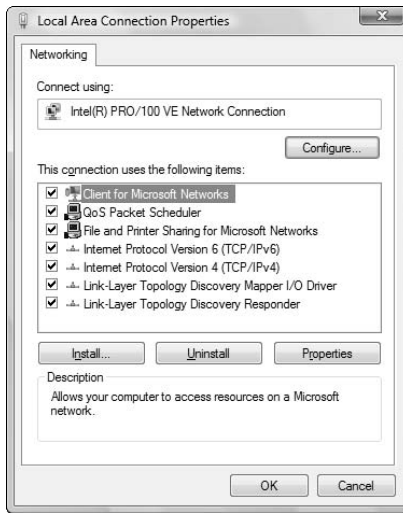 Local Area Connection Properties
Networking
Connect using:
Intel(R) PRO/100 VE Network Connection
Configure...
This connection uses the following items:
Client for Microsoft Networks
QoS Packet Scheduler
File and Printer Sharing for Microsoft Networks
Internet Protocol Version 6 (TCP/IPv6)
Internet Protocol Version 4 (TCP/IPv4)
Link-Layer Topology Discovery Mapper I/O Driver
Link-Layer Topology Discovery Responder
Install...
Uninstall
Properties
Description
Allows your computer to access resources on a Microsoft
network.
OK
Cancel